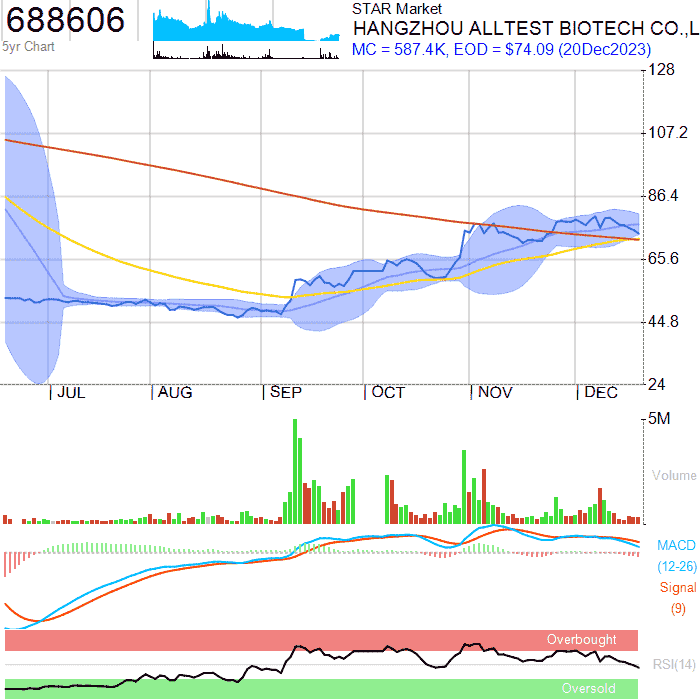 688606
STAR Market
HANGZHOU ALLTEST BIOTECH CO.,L
5yr Chart
MC = 587.4K, EOD = $74.09 (20Dec2023)
128
107.2
86.4
65.6
44.8
24
JUL
AUG
SEP
OCT
NOV
DEC
5M
Volume
MACD
(12-26)
Signal
(9)
Overbought
RSI(14)
Oversold